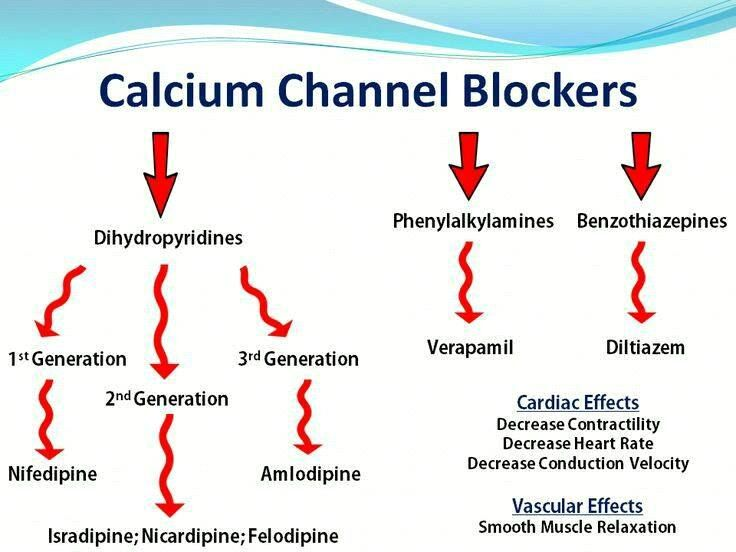 Calcium Channel Blockers
Dihydropyridines
Phenylalkylamines
Benzothiazepines
1st Generation
2nd Generation
3rd Generation
Nifedipine
Isradipine; Nicardipine; Felodipine
Amlodipine
Verapamil
Diltiazem
Cardiac Effects
Decrease Contractility
Decrease Heart Rate
Decrease Conduction Velocity
Vascular Effects
Smooth Muscle Relaxation